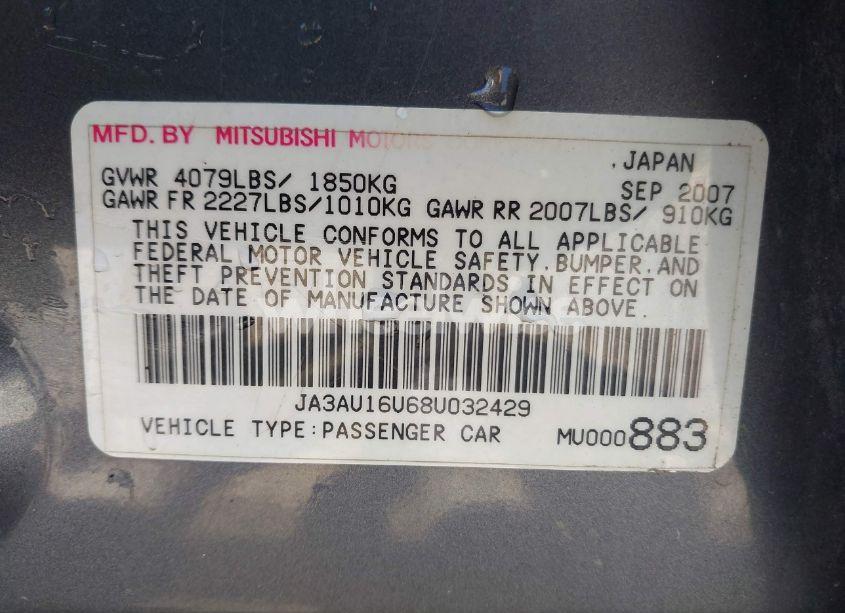 MFD. BY MITSUBISHI MOTORS
, JAPAN
GVWR 4079LBS/ 1850KG SEP 2007
GAWR FR 2227LBS/1010KG GAWR RR 2007LBS/ 910KG
THIS VEHICLE CONFORMS TO ALL APPLICABLE
FEDERAL MOTOR VEHICLE SAFETY, BUMPER, AND
THEFT PREVENTION STANDARDS IN EFFECT ON
THE DATE OF MANUFACTURE SHOWN ABOVE.
JA3AU16U68U032429
VEHICLE TYPE:PASSENGER CAR MU000883